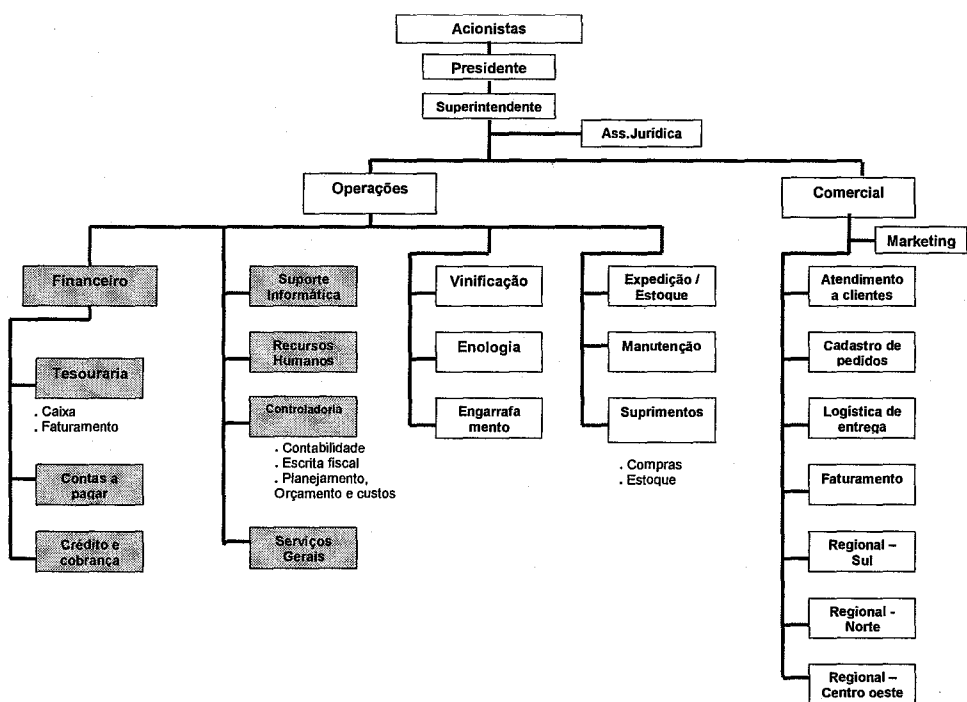 Acionistas
Presidente
Superintendente
Ass.Jurídica
Operações
Comercial
Marketing
Financeiro
Tesouraria
. Caixa
. Faturamento
Contas a
pagar
Crédito e
cobrança
Suporte
Informática
Recursos
Humanos
Controladoria
. Contabilidade
. Escrita fiscal
. Planejamento,
Orçamento e custos
Serviços
Gerais
Vinificação
Enologia
Engarrafa
mento
Expedição /
Estoque
Manutenção
Suprimentos
. Compras
. Estoque
Atendimento
a clientes
Cadastro de
pedidos
Logística de
entrega
Faturamento
Regional –
Sul
Regional -
Norte
Regional –
Centro oeste